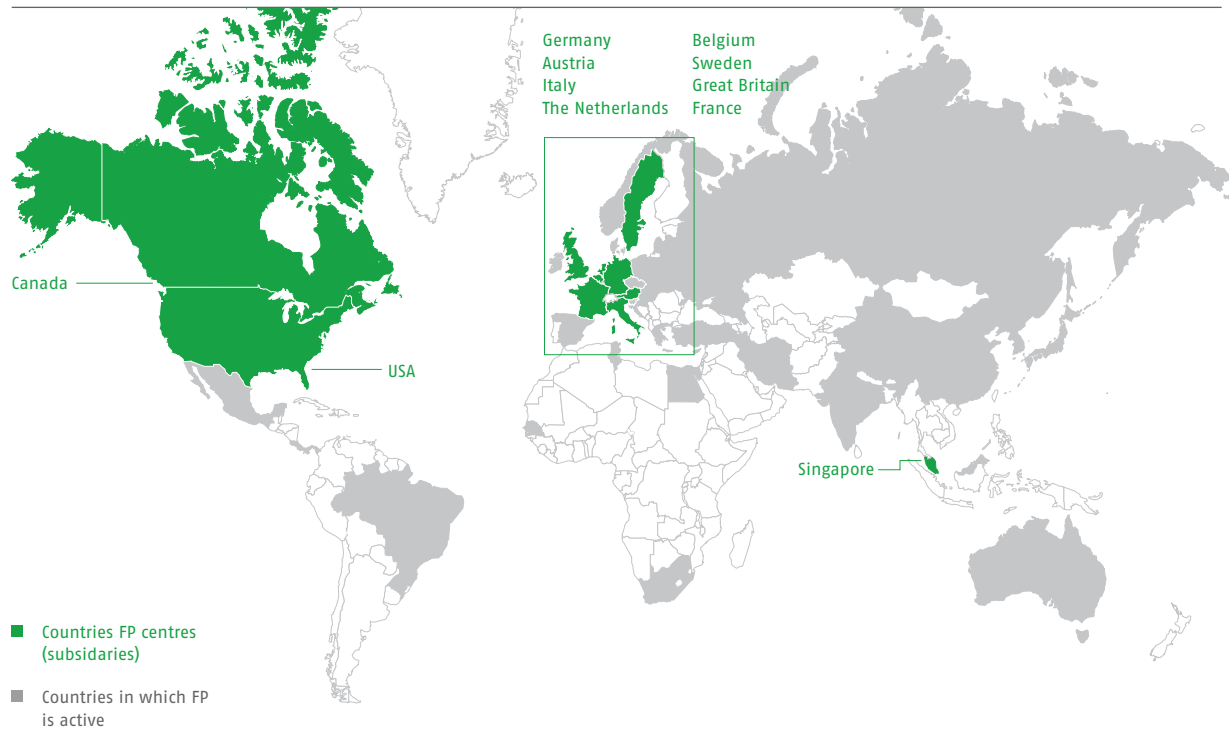 Germany
Austria
Italy
The Netherlands
Belgium
Sweden
Great Britain
France
Canada
USA
Singapore
Countries FP centres
(subsidaries)
Countries in which FP
is active